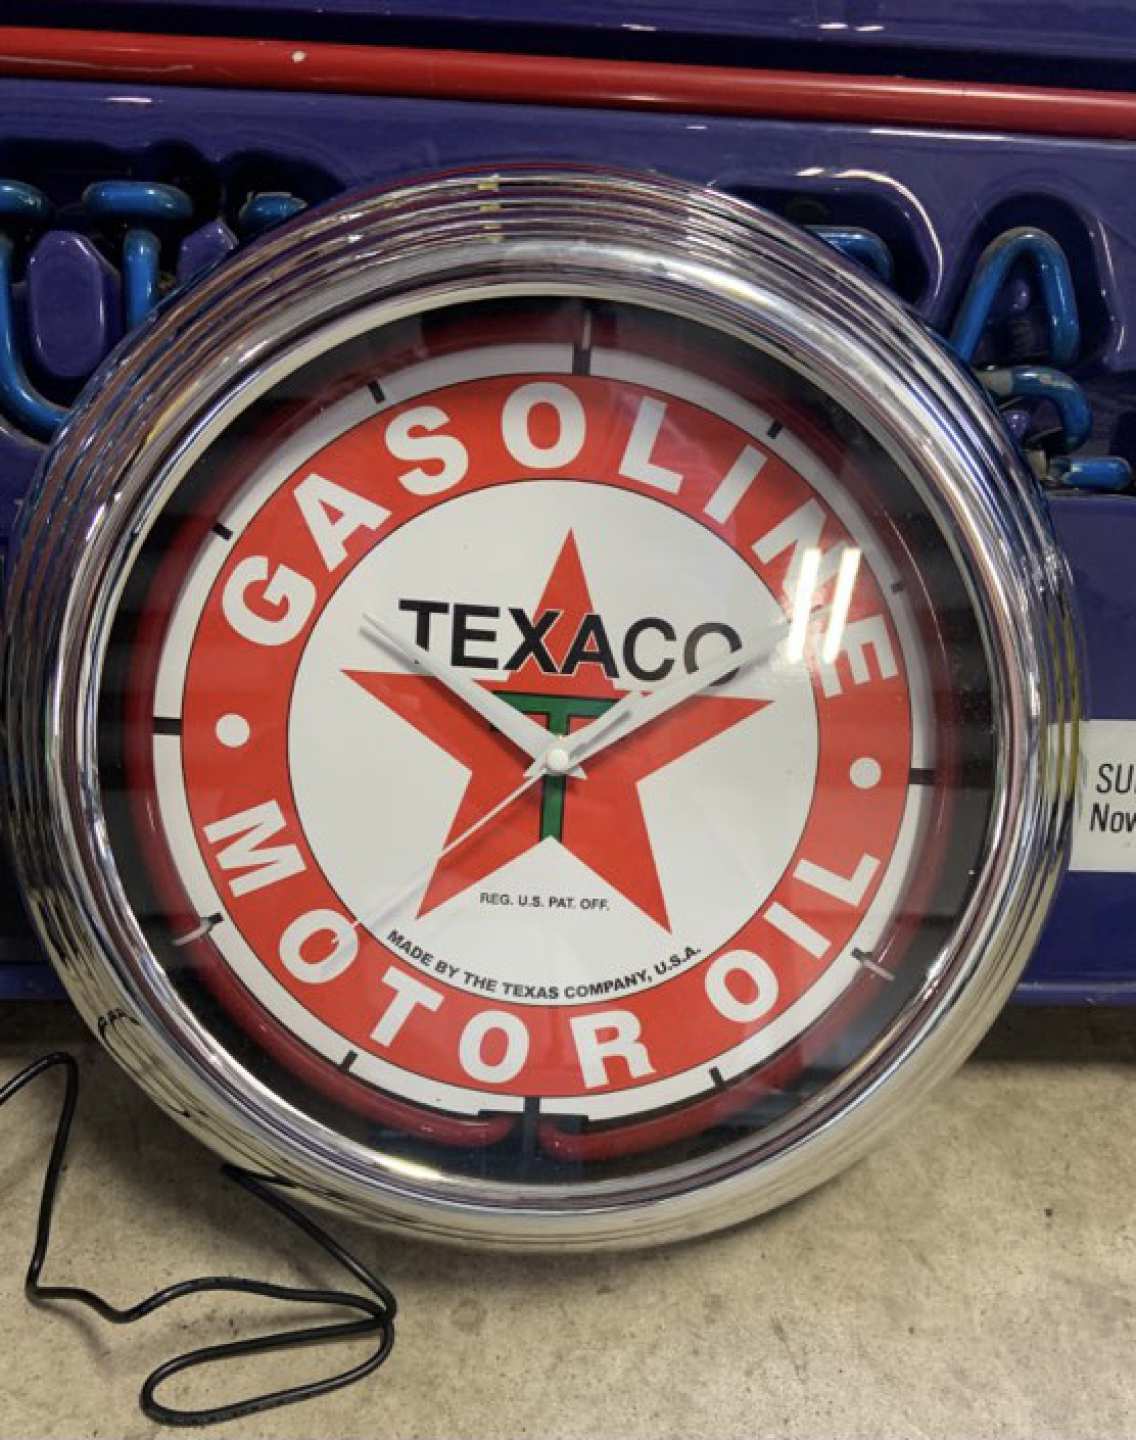 GASOLINE
TEXACO
T
REG. U.S. PAT. OFF.
MADE BY THE TEXAS COMPANY, U.S.A.
MOTOR OIL